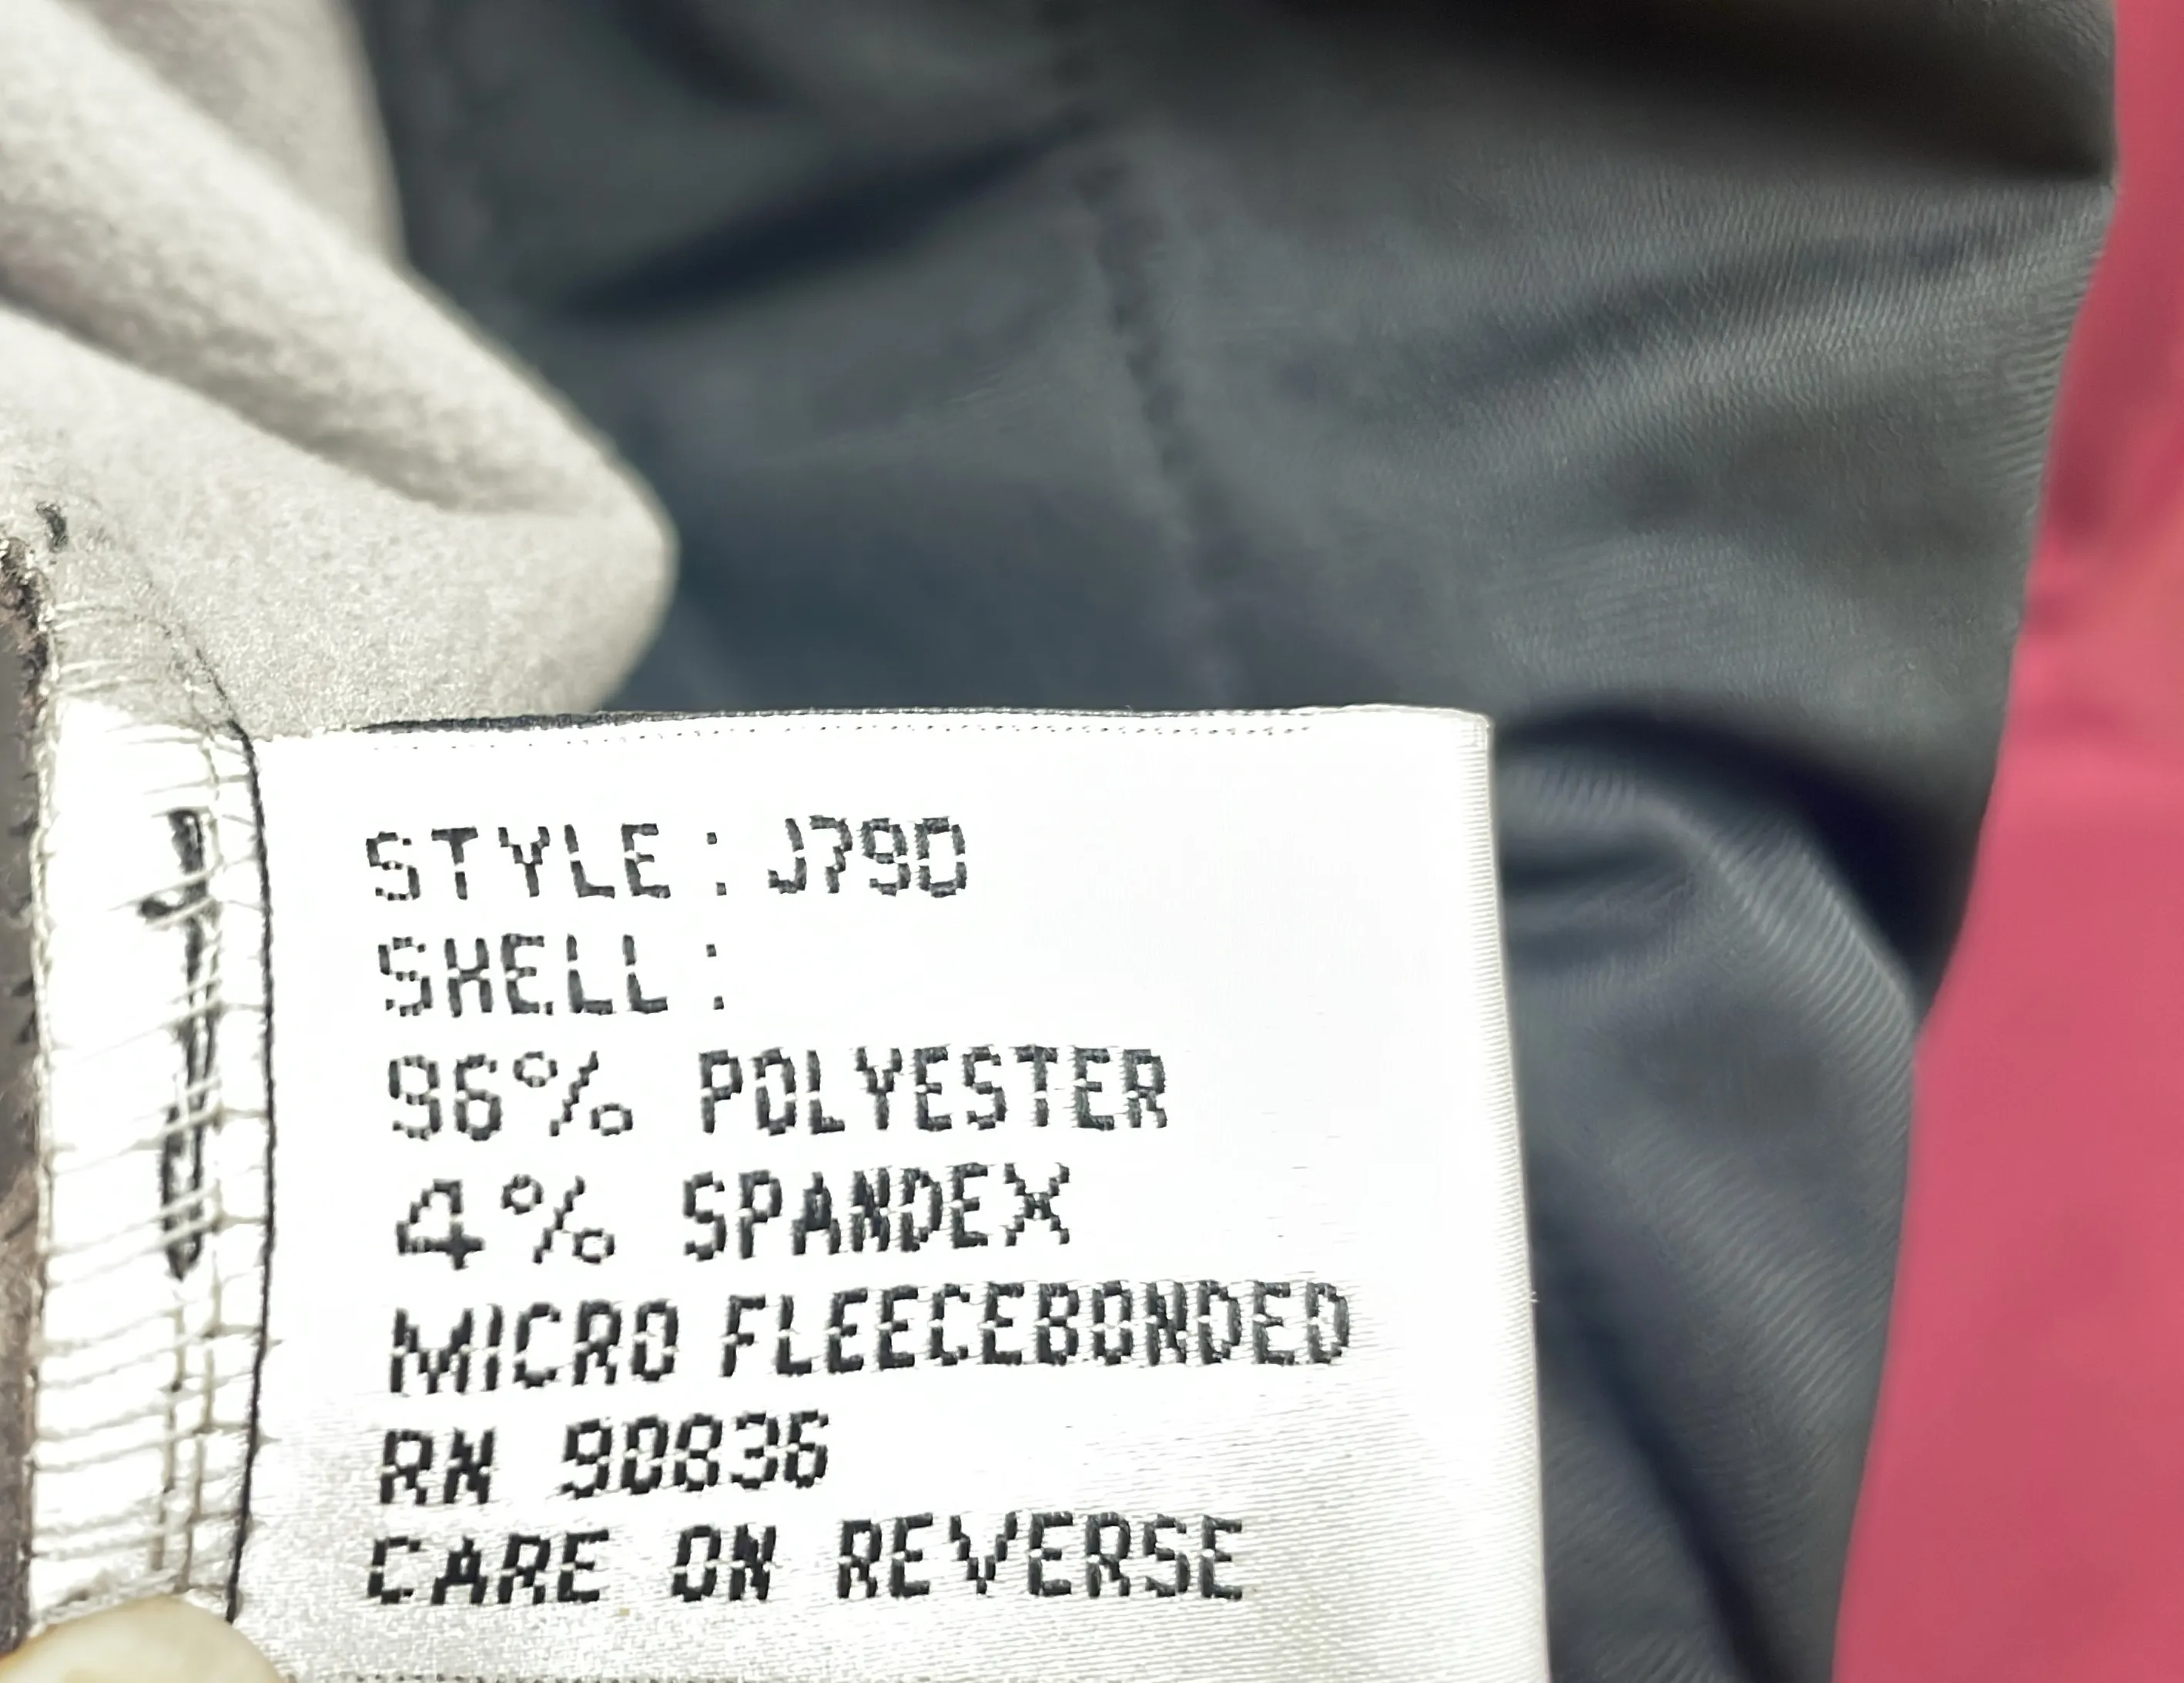 STYLE : J790
SHELL :
96% POLYESTER
4% SPANDEX
MICRO FLEECEBONDED
RN 90836
CARE ON REVERSE